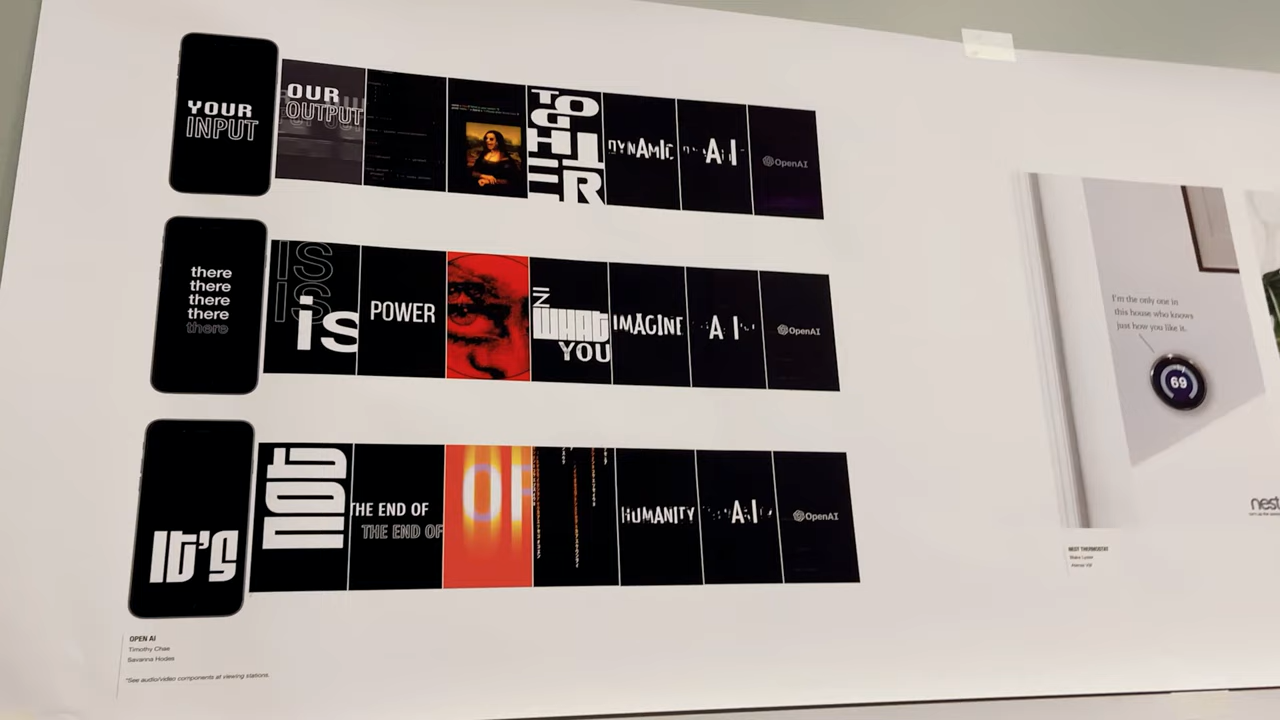 YOUR
INPUT
OUR
OUTPUT
TOGETHER
DYNAMIC
AI
OpenAI
there
there
there
there
there
IS
IS
is
POWER
IN
WHAT
YOU
IMAGINE
AI
OpenAI
It's
not
THE END OF
THE END OF
OF
HUMANITY
AI
OpenAI
OPEN AI
Timothy Chae
Savanna Hodes
*See audio/video components at viewing stations.
I'm the only one in
this house who knows
just how you like it.
69
nest
NEST THERMOSTAT